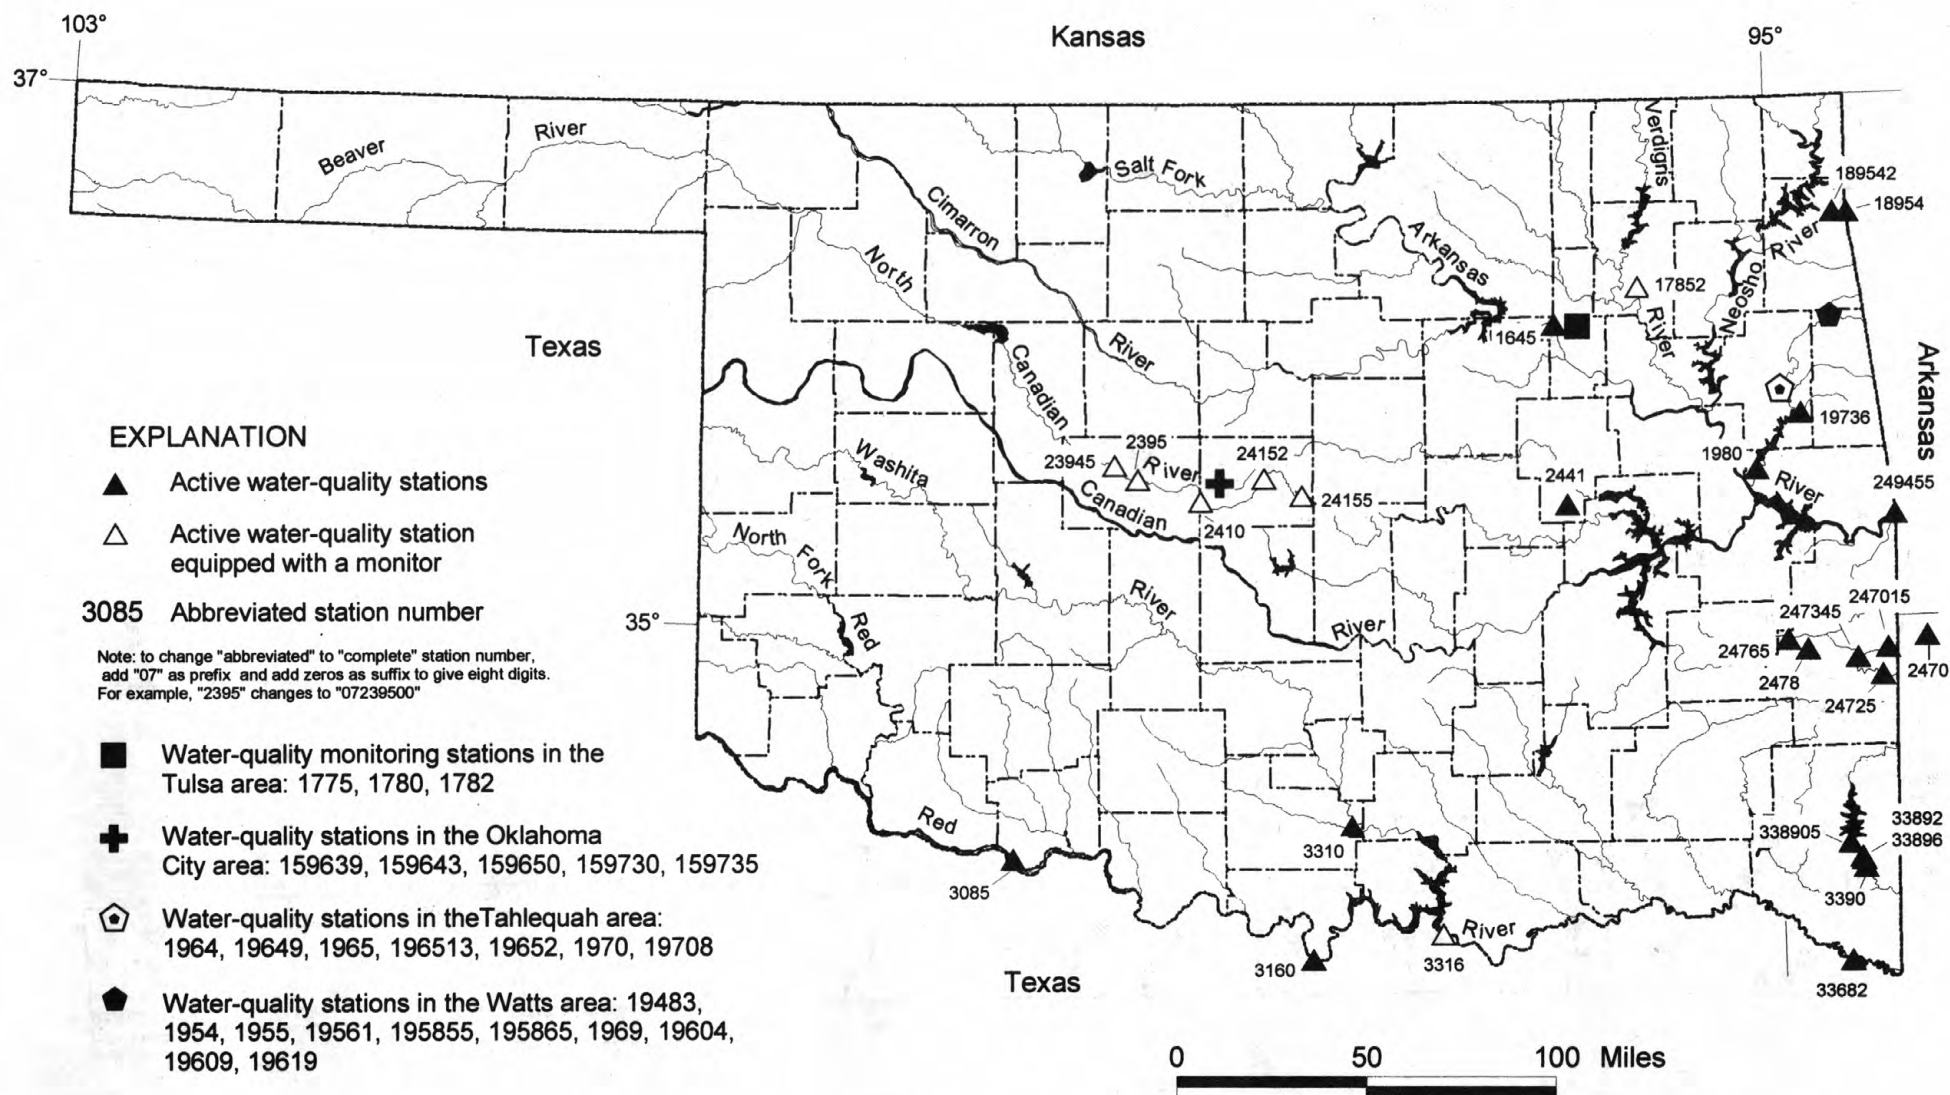 103°
Kansas
95°
37°
Beaver
River
Salt Fork
Verdigris
189542
18954
Cimarron
North
Arkansas
River
17852
Neosho
River
1645
River
Texas
Canadian
Arkansas
EXPLANATION
Active water-quality stations
Active water-quality station
equipped with a monitor
3085 Abbreviated station number
Note: to change "abbreviated" to "complete" station number,
add "07" as prefix and add zeros as suffix to give eight digits.
For example, "2395" changes to "07239500"
Water-quality monitoring stations in the
Tulsa area: 1775, 1780, 1782
Water-quality stations in the Oklahoma
City area: 159639, 159643, 159650, 159730, 159735
Water-quality stations in theTahlequah area:
1964, 19649, 1965, 196513, 19652, 1970, 19708
Water-quality stations in the Watts area: 19483,
1954, 1955, 19561, 195855, 195865, 1969, 19604,
19609, 19619
19736
2395
23945
River
24152
1980
Washita
2441
River
249455
Canadian
24155
2410
North
Fork
Red
River
35°
River
247345
247015
24765
2470
2478
24725
Red
3310
338905
33892
33896
3085
3390
River
3160
3316
Texas
33682
0 50 100 Miles